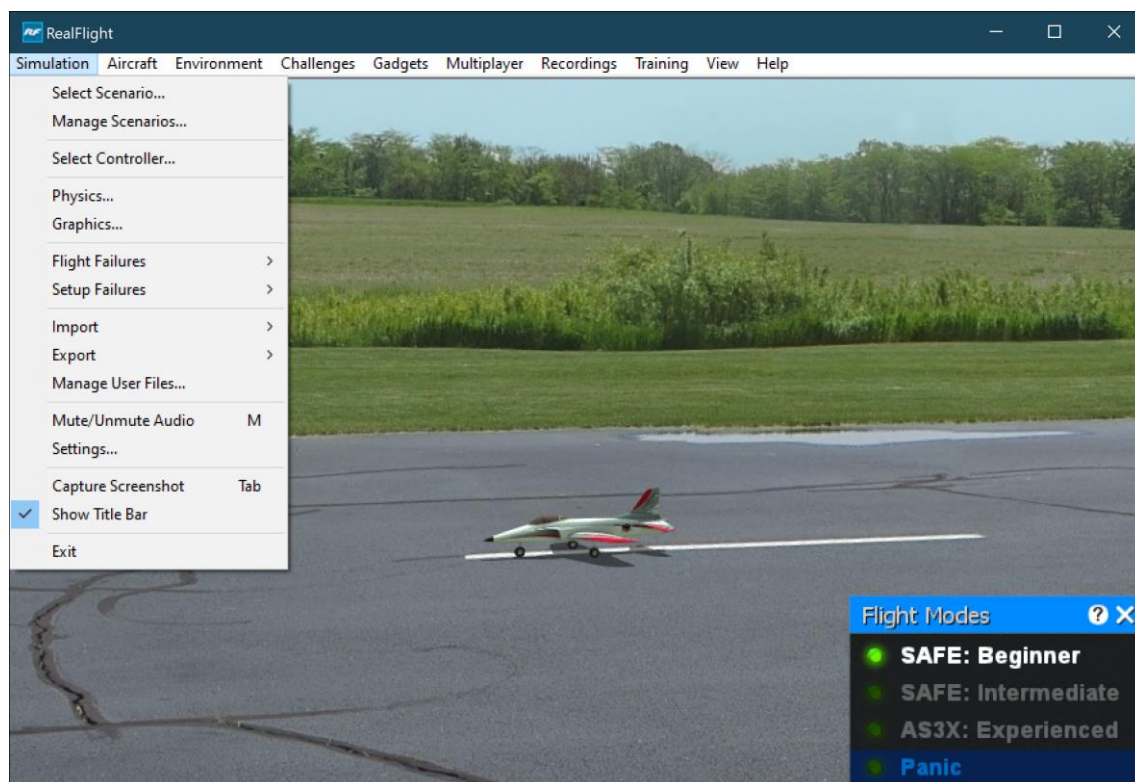 RealFlight
Simulation Aircraft Environment Challenges Gadgets Multiplayer Recordings Training View Help
Select Scenario...
Manage Scenarios...
Select Controller...
Physics...
Graphics...
Flight Failures >
Setup Failures >
Import >
Export >
Manage User Files...
Mute/Unmute Audio M
Settings...
Capture Screenshot Tab
Show Title Bar
Exit
Flight Modes ?
SAFE: Beginner
SAFE: Intermediate
AS3X: Experienced
Panic